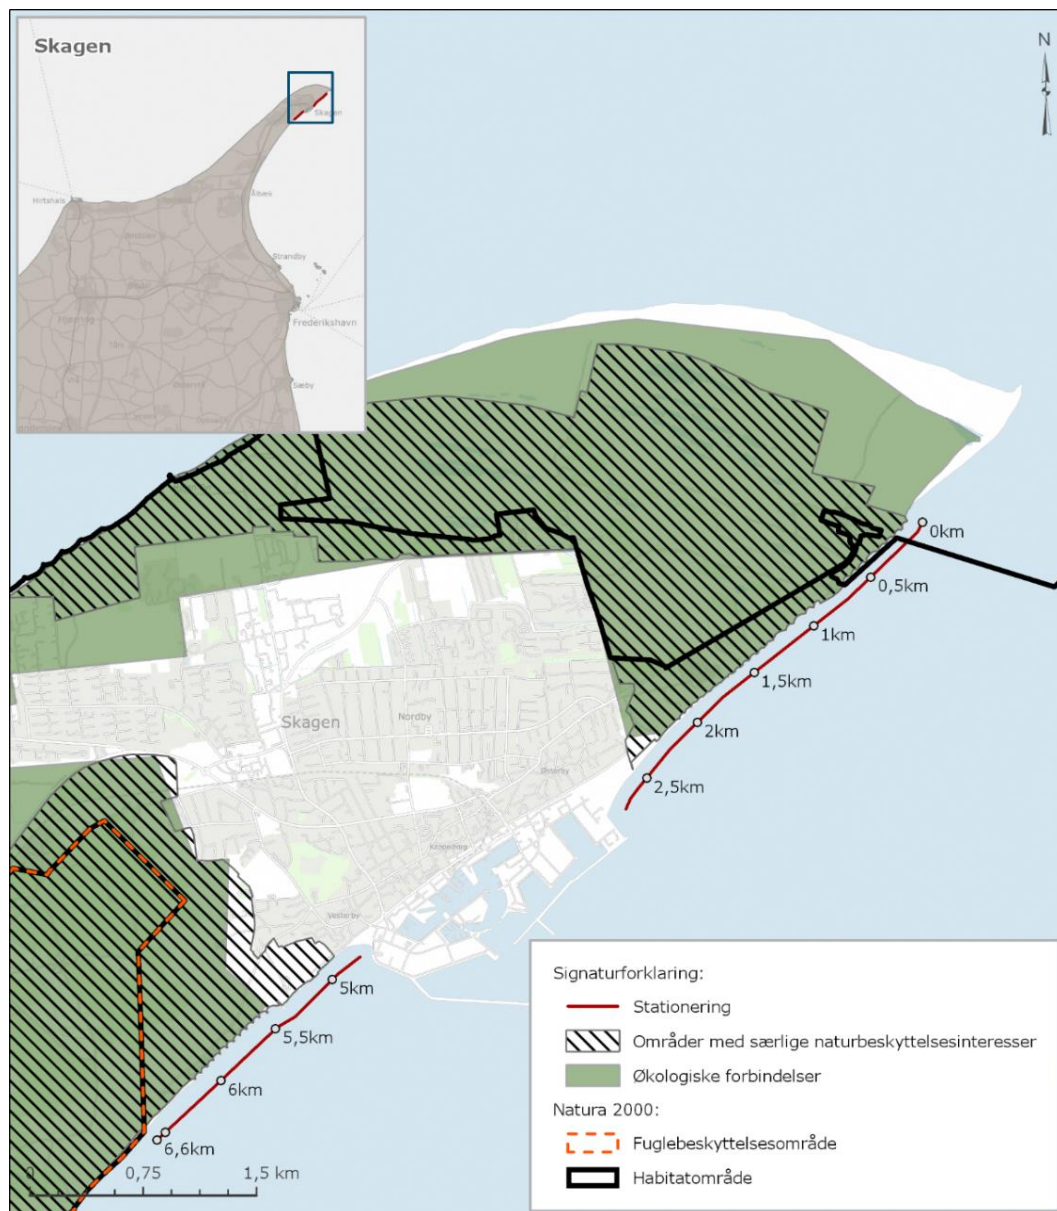 Skagen
N
Skagen
Hirtshals
Ålbæk
Strandby
Frederikshavn
Sæby
0km
0,5km
1km
1,5km
2km
2,5km
Skagen
Nordby
Østerby
Vesterby
5km
5,5km
6km
6,6km
0
0,75
1,5 km
Signaturforklaring:
Stationering
Områder med særlige naturbeskyttelsesinteresser
Økologiske forbindelser
Natura 2000:
Fuglebeskyttelsesområde
Habitatområde